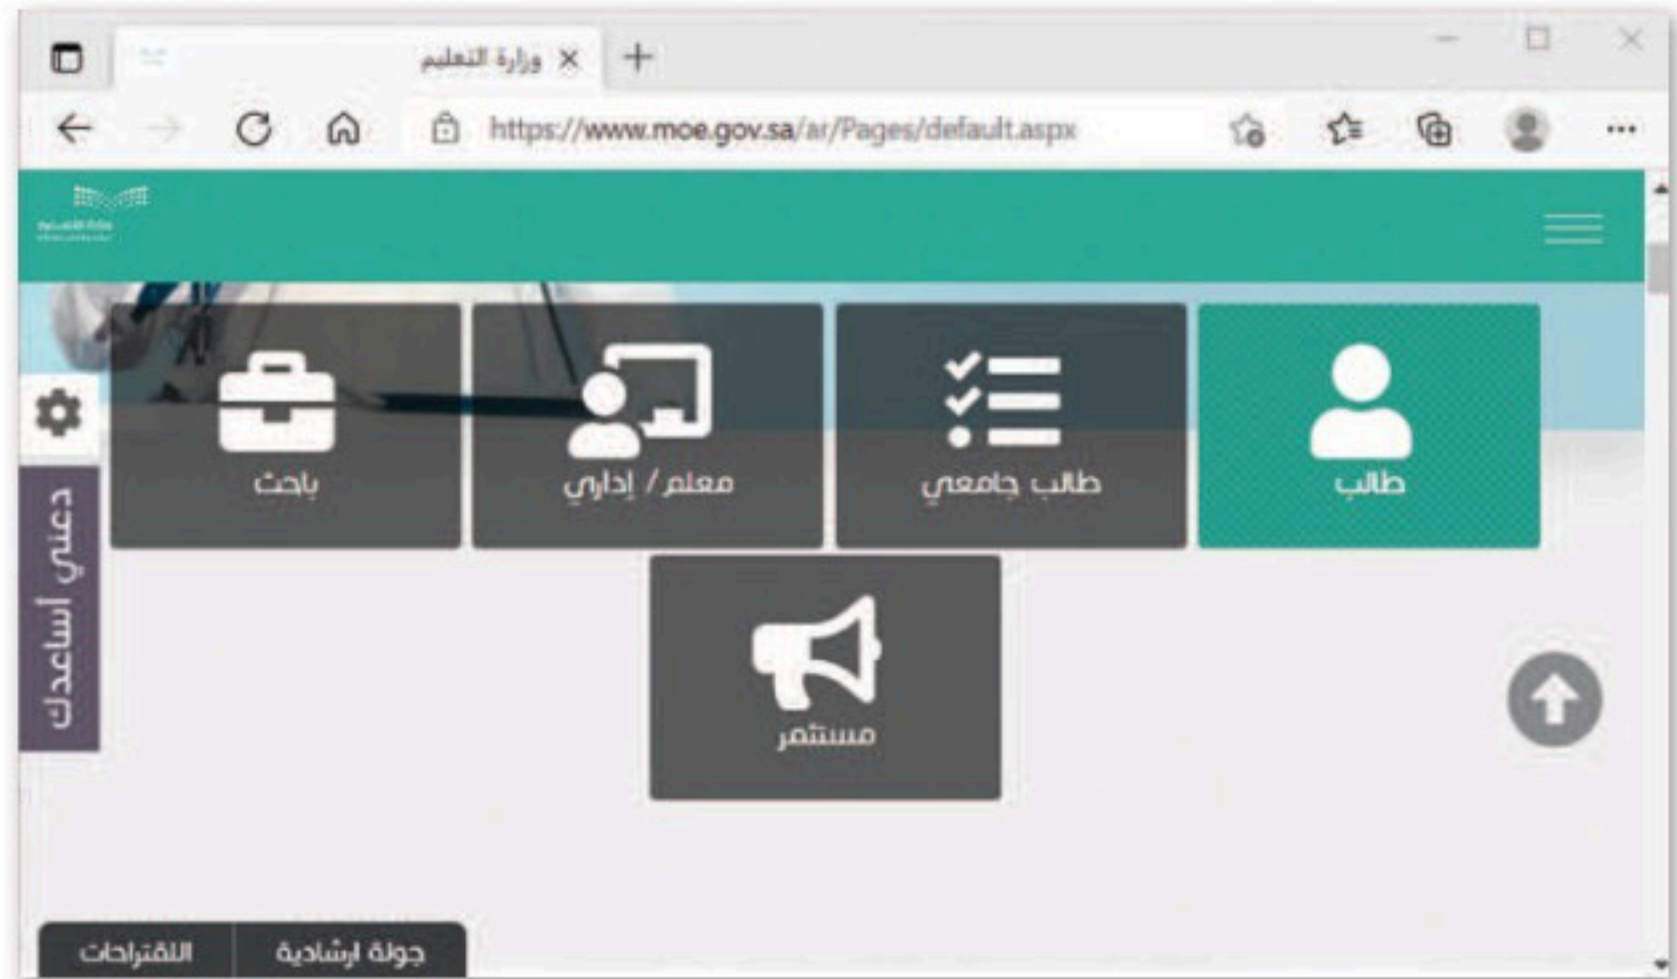 وزارة التعليم
https://www.moe.gov.sa/ar/Pages/default.aspx
طالب
طالب جامعي
معلم / إداري
باحث
مستثمر
دعني أساعدك
جولة ارشادية
اللقتراحات